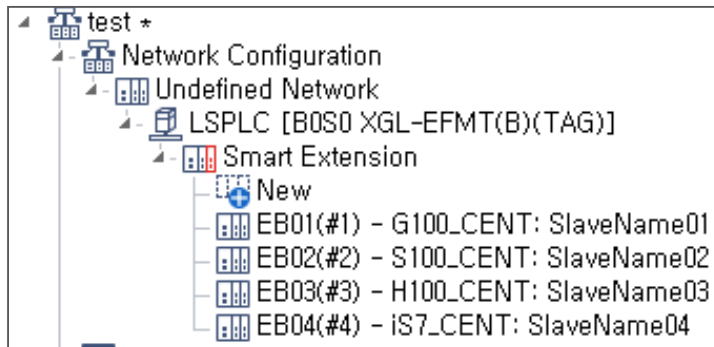 test *
Network Configuration
Undefined Network
LSPLC [B0S0 XGL-EFMT(B)(TAG)]
Smart Extension
New
EB01(#1) - G100_CENT: SlaveName01
EB02(#2) - S100_CENT: SlaveName02
EB03(#3) - H100_CENT: SlaveName03
EB04(#4) - iS7_CENT: SlaveName04